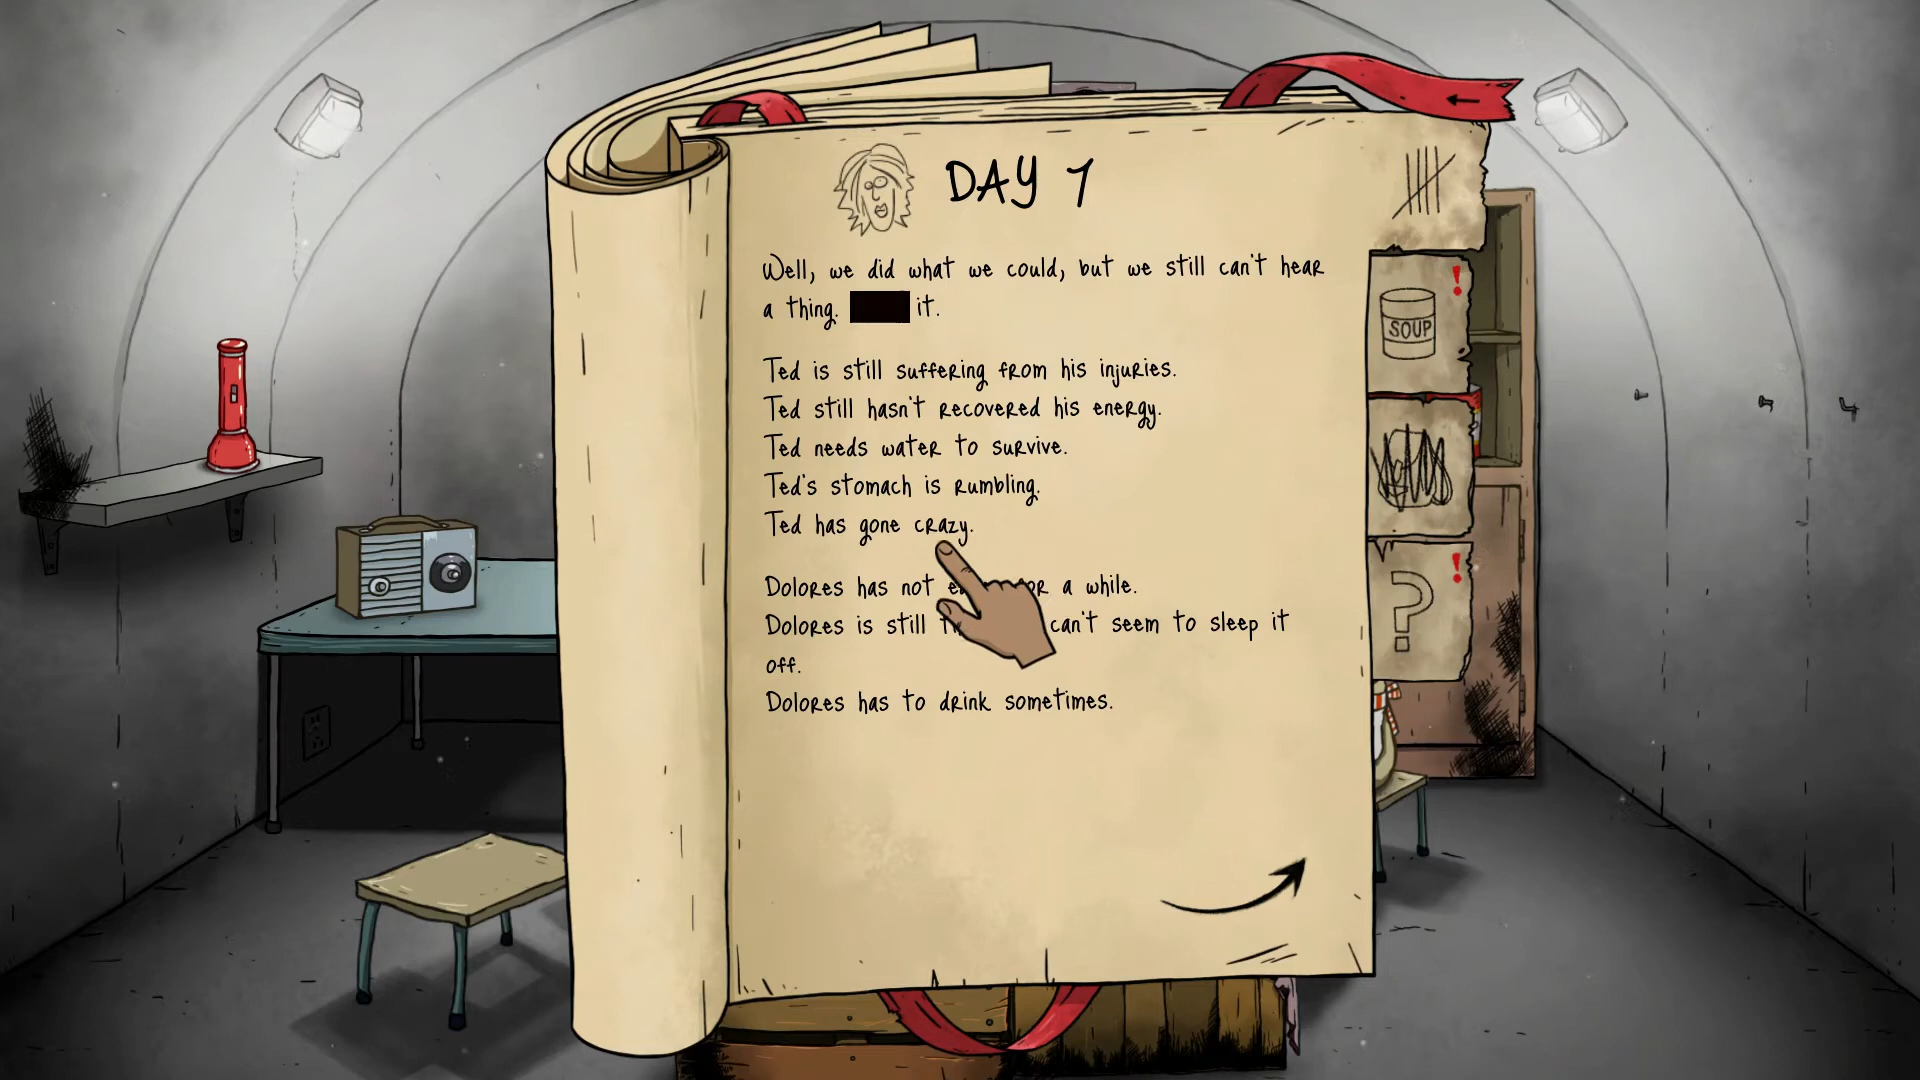 DAY 7
Well, we did what we could, but we still can't hear
a thing. it.
Ted is still suffering from his injuries.
Ted still hasn't recovered his energy.
Ted needs water to survive.
Ted's stomach is rumbling.
Ted has gone crazy.
Dolores has not a while.
Dolores is still can't seem to sleep it
off.
Dolores has to drink sometimes.
!
SOUP
!
?